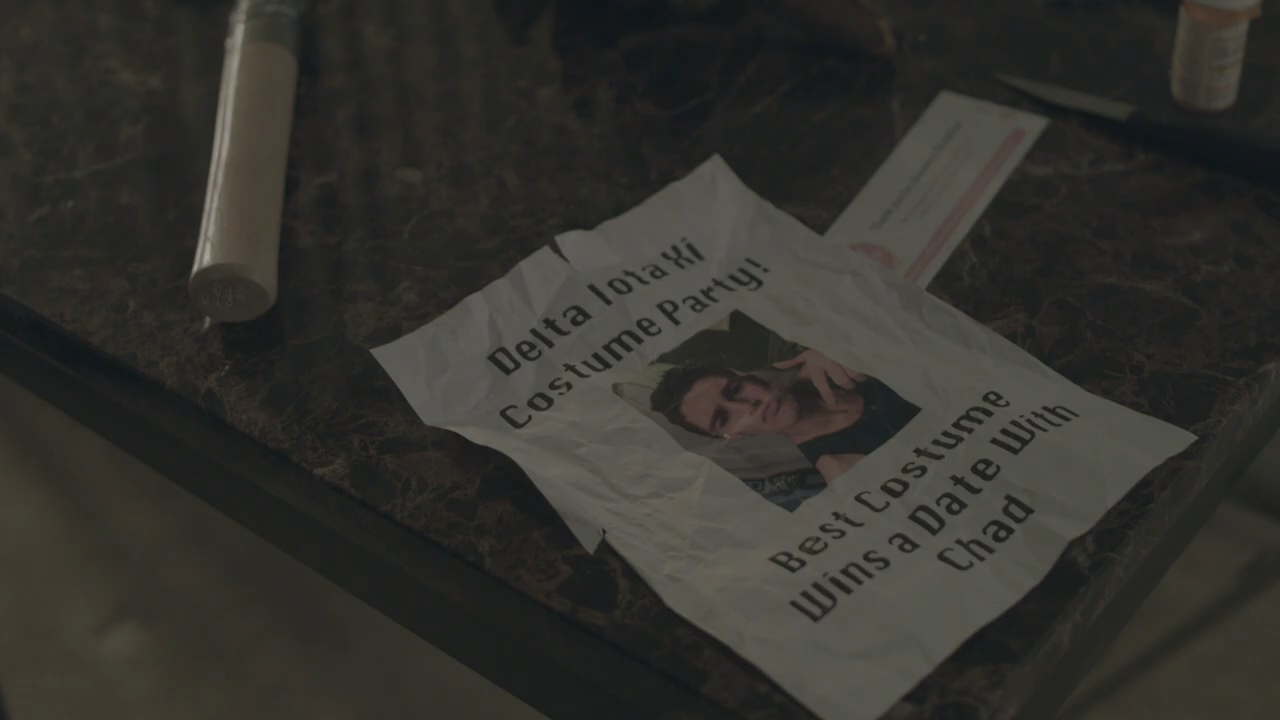 Delta Iota Xi
Costume Party!
Best Costume
Wins a Date With
Chad